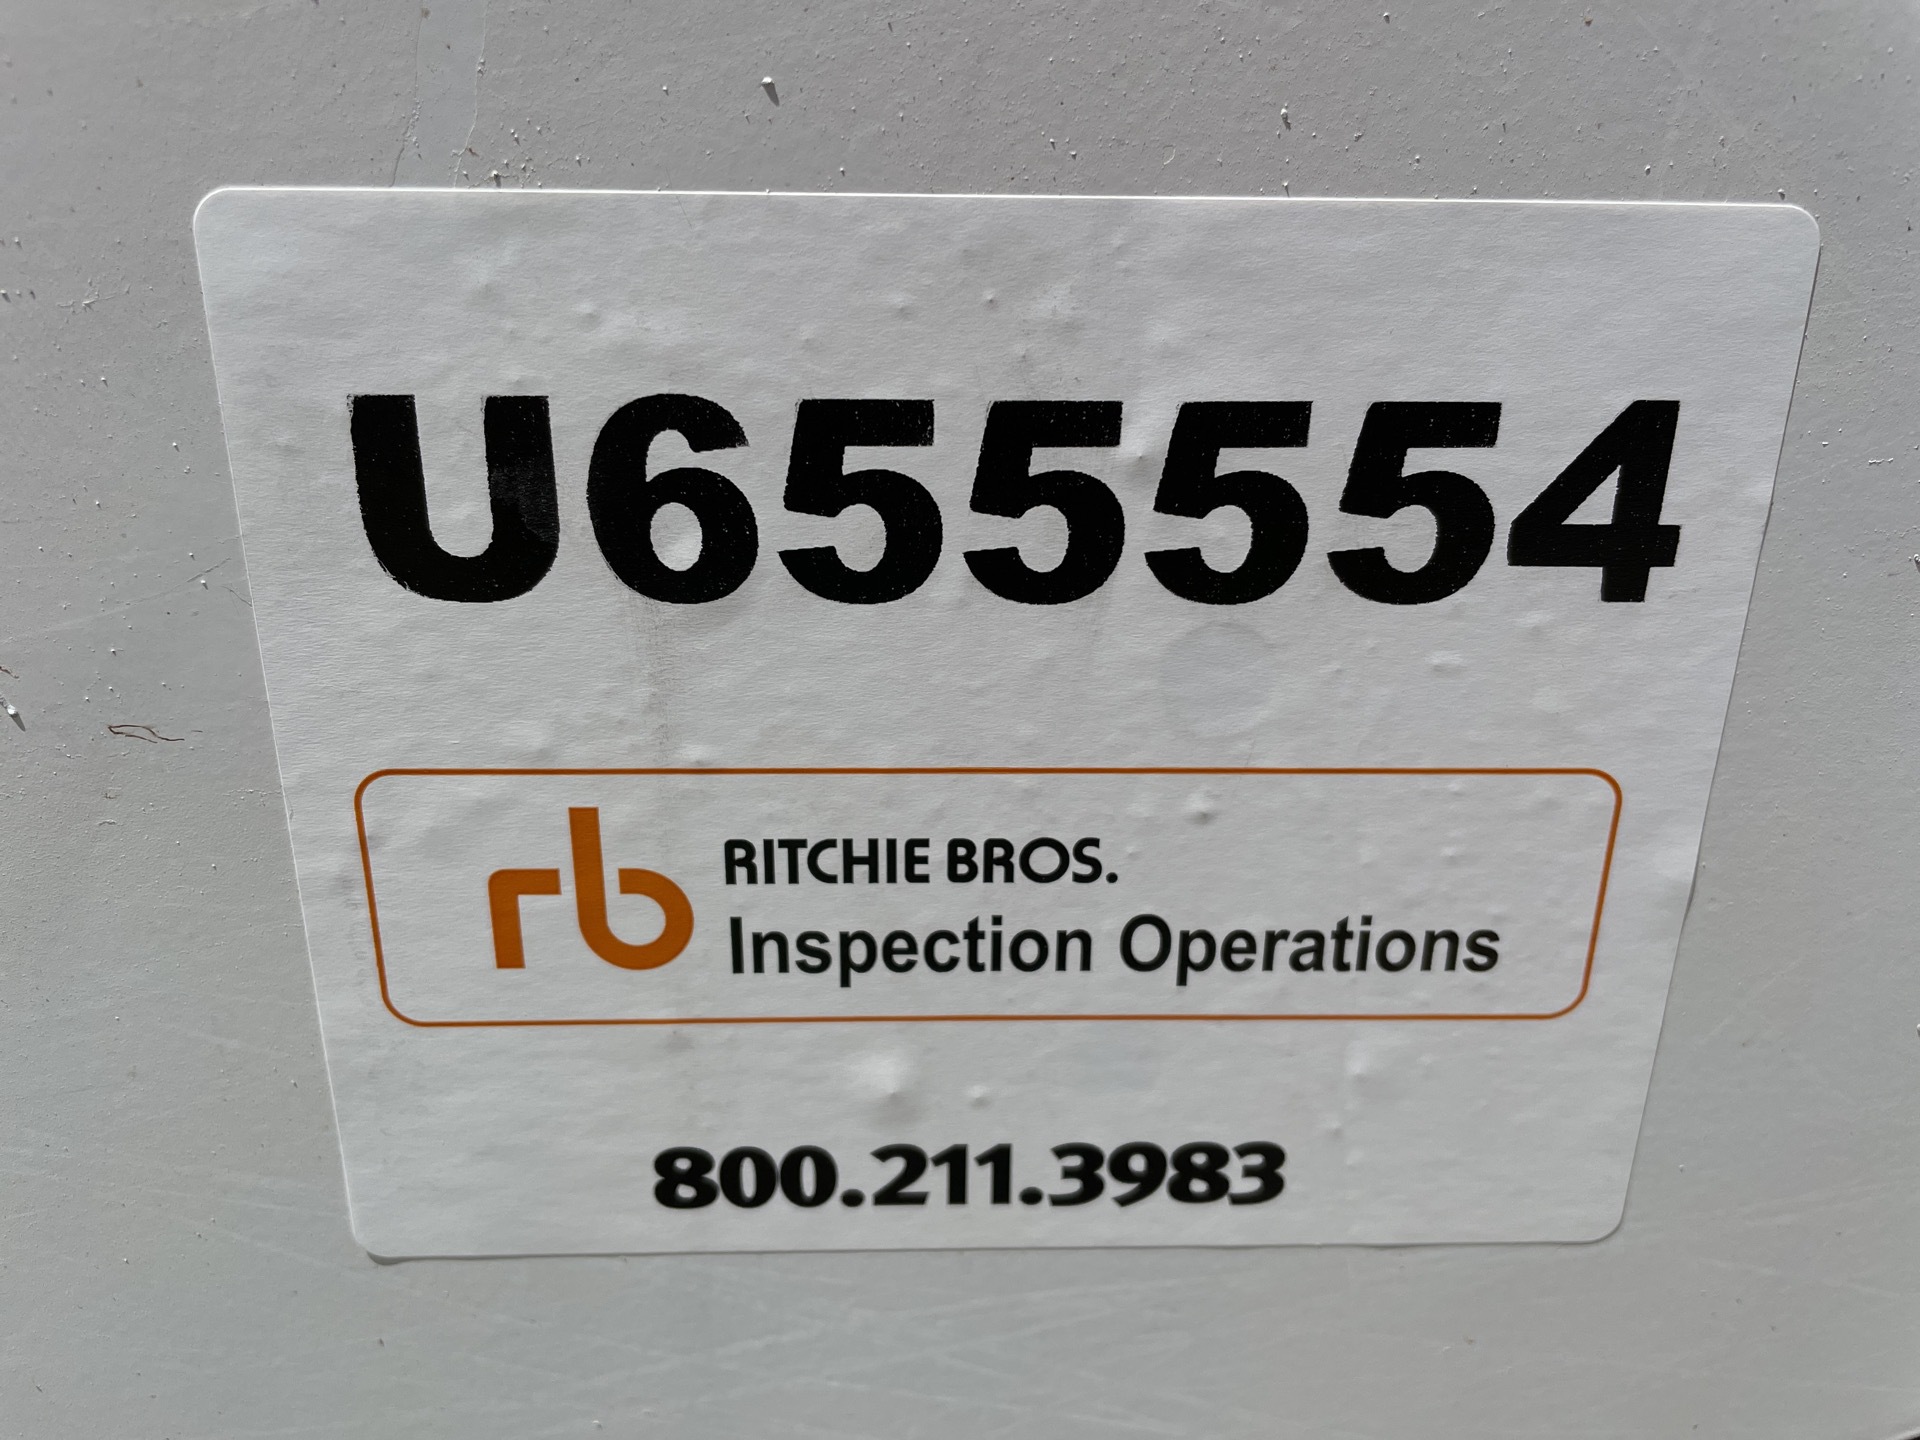 U655554
rb
RITCHIE BROS.
Inspection Operations
800.211.3983